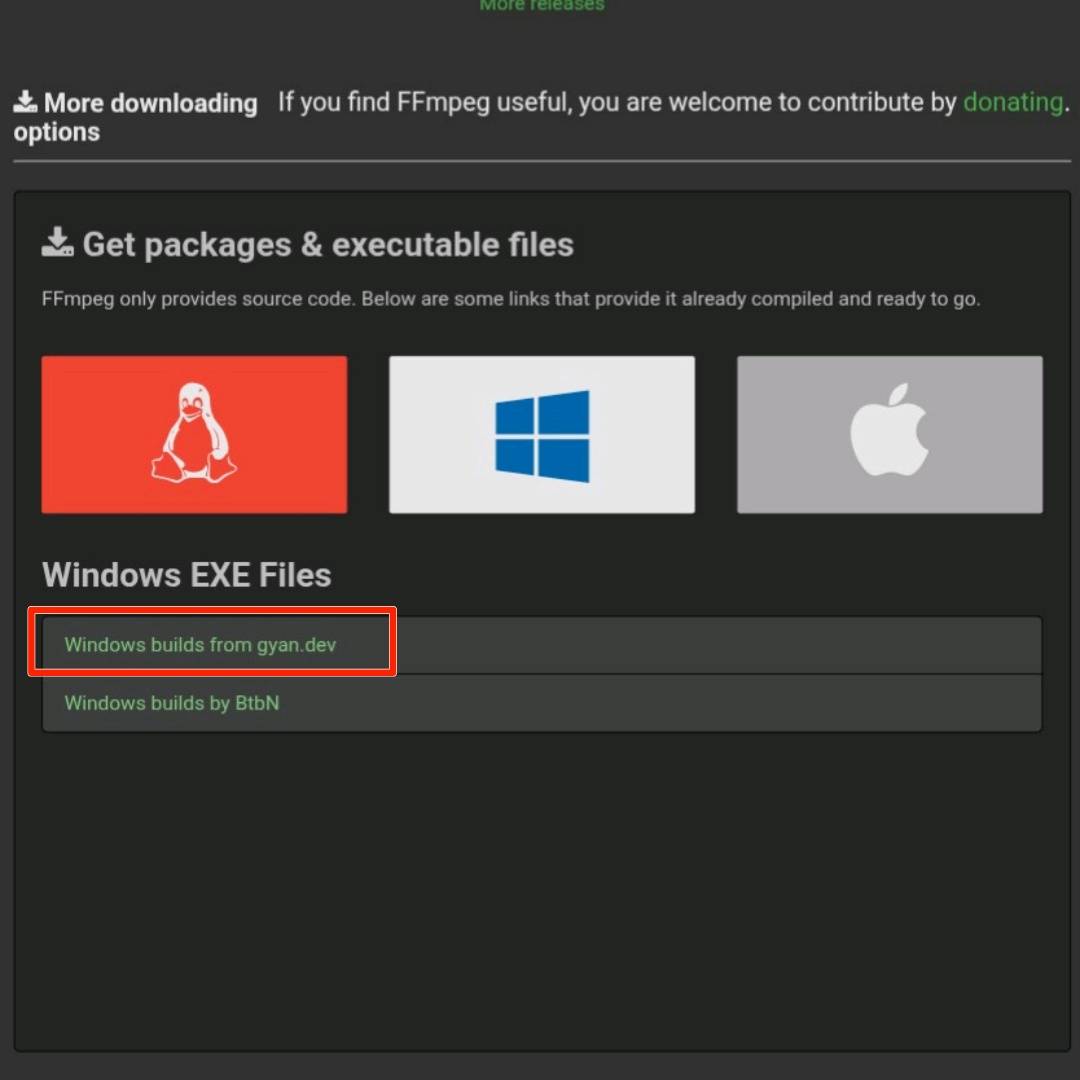 More releases
More downloading options
If you find FFmpeg useful, you are welcome to contribute by donating.
Get packages & executable files
FFmpeg only provides source code. Below are some links that provide it already compiled and ready to go.
Windows EXE Files
Windows builds from gyan.dev
Windows builds by BtbN